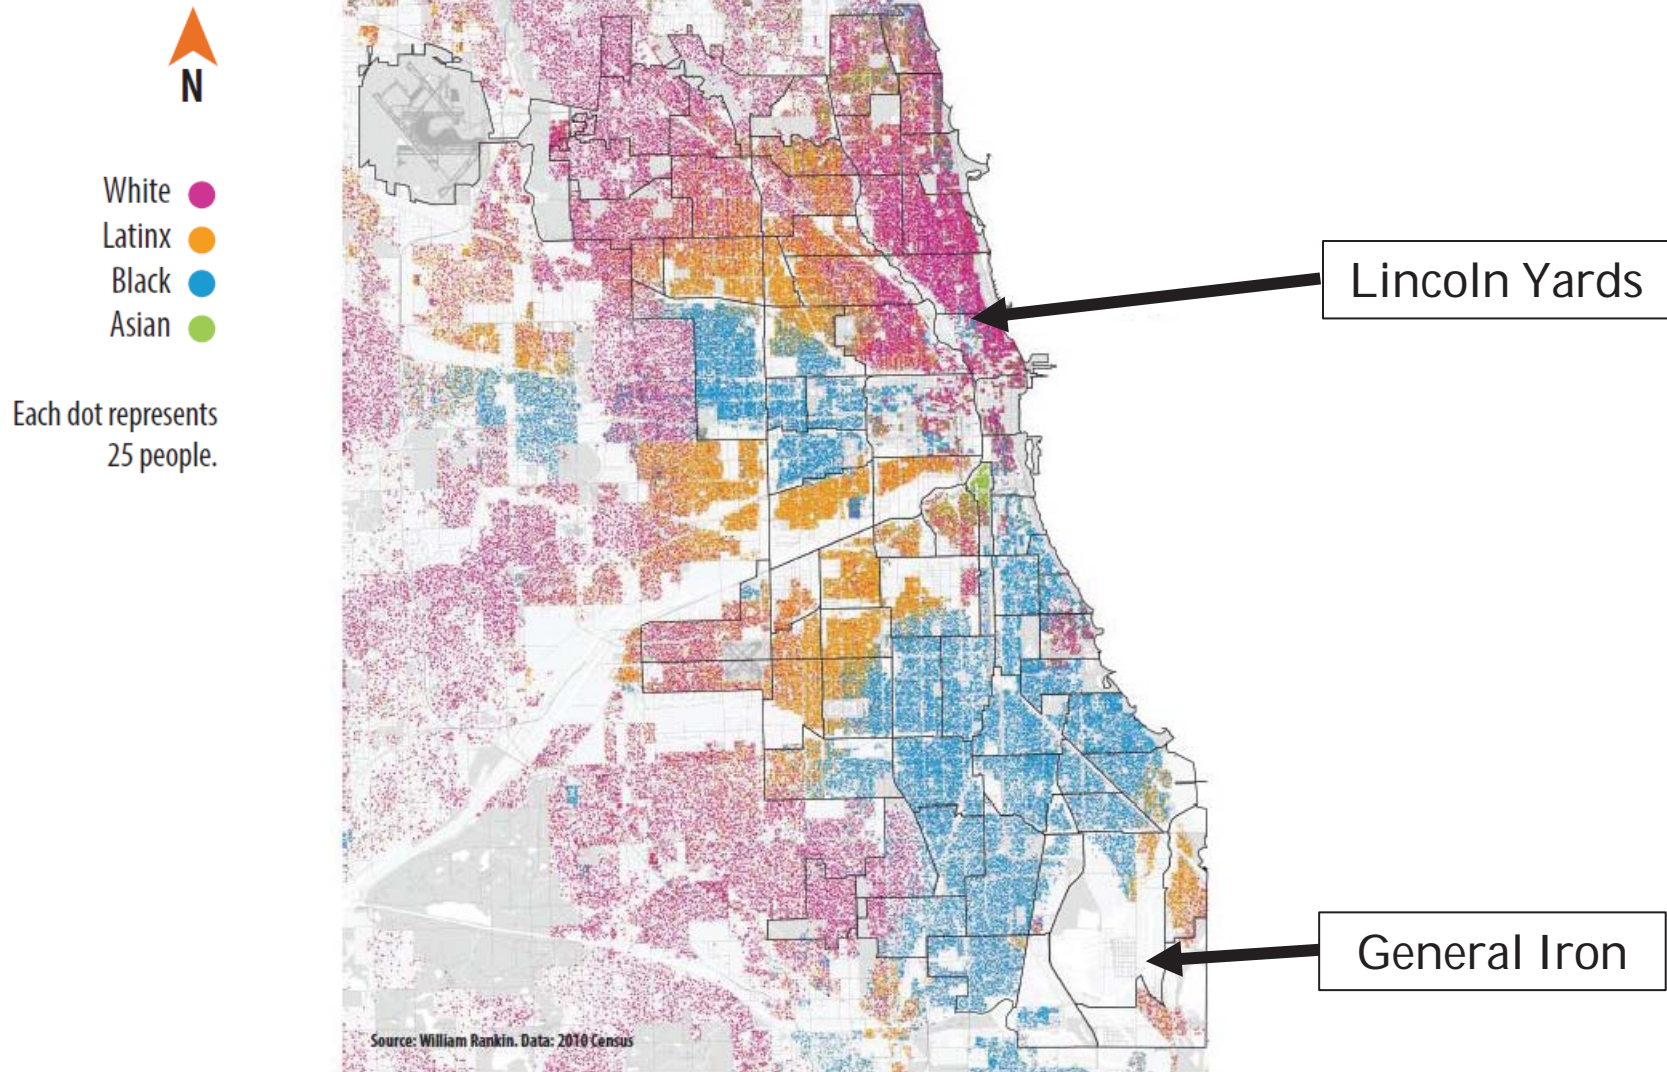 N
White
Latinx
Black
Asian
Each dot represents
25 people.
Lincoln Yards
General Iron
Source: William Rankin. Data: 2010 Census